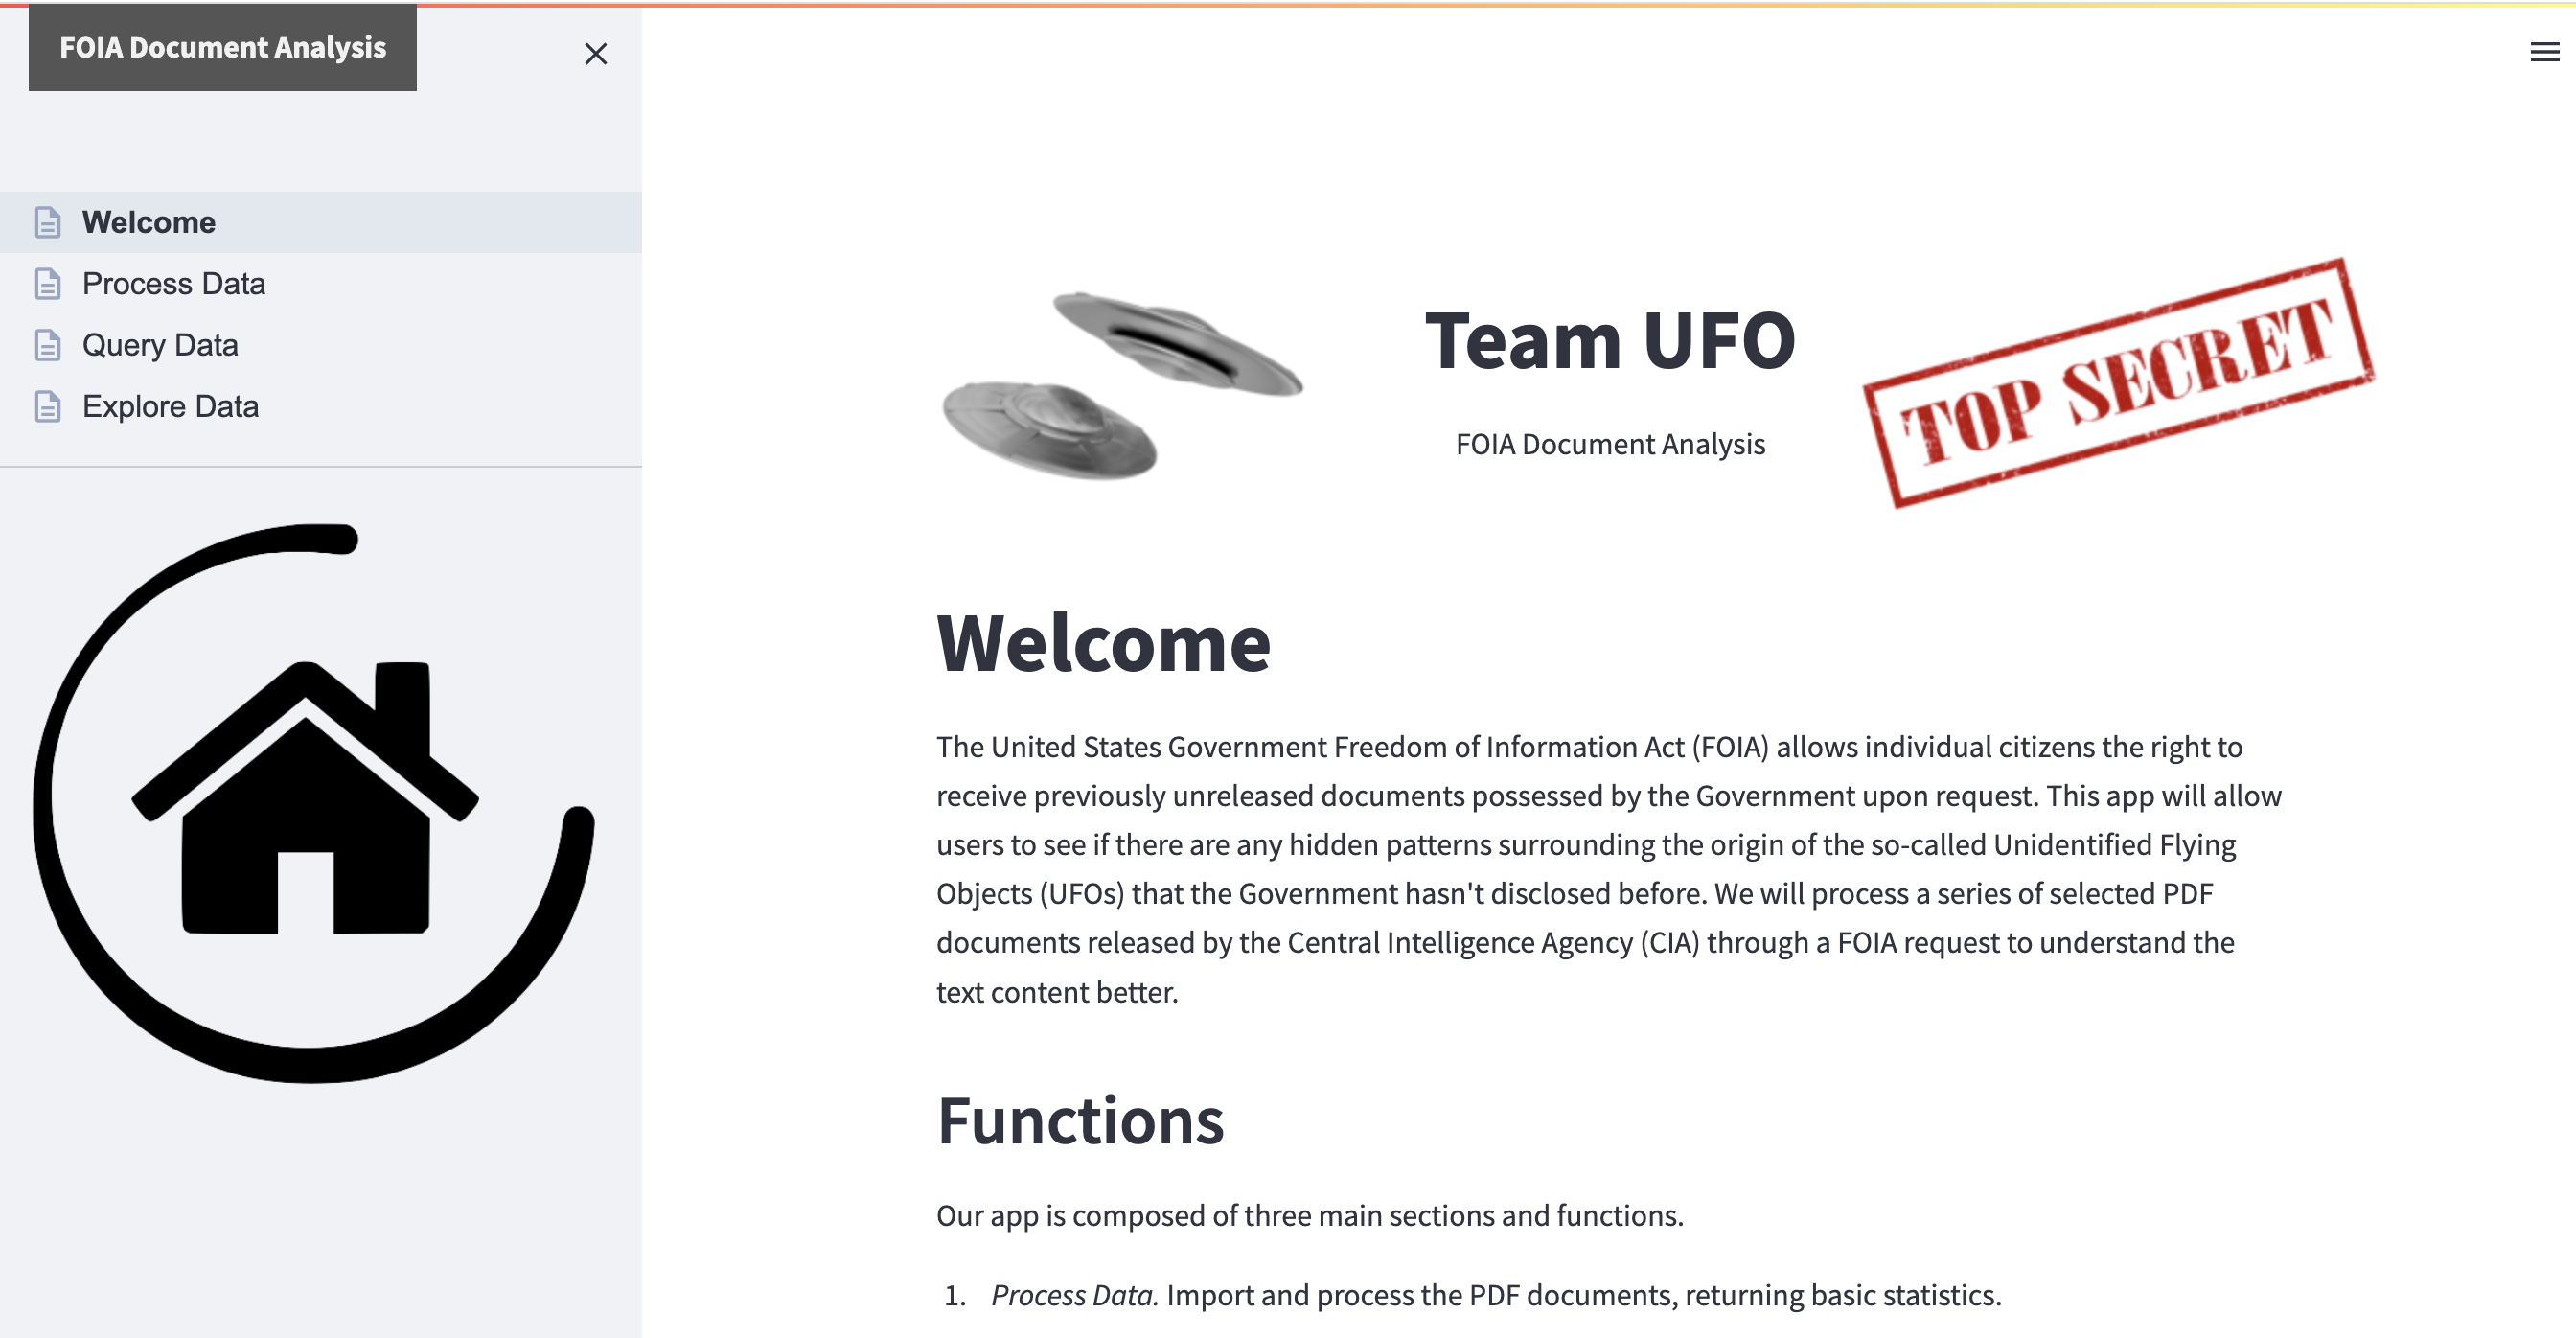 FOIA Document Analysis
Welcome
Process Data
Query Data
Explore Data
Team UFO
FOIA Document Analysis
TOP SECRET
Welcome
The United States Government Freedom of Information Act (FOIA) allows individual citizens the right to
receive previously unreleased documents possessed by the Government upon request. This app will allow
users to see if there are any hidden patterns surrounding the origin of the so-called Unidentified Flying
Objects (UFOs) that the Government hasn't disclosed before. We will process a series of selected PDF
documents released by the Central Intelligence Agency (CIA) through a FOIA request to understand the
text content better.
Functions
Our app is composed of three main sections and functions.
1. Process Data. Import and process the PDF documents, returning basic statistics.